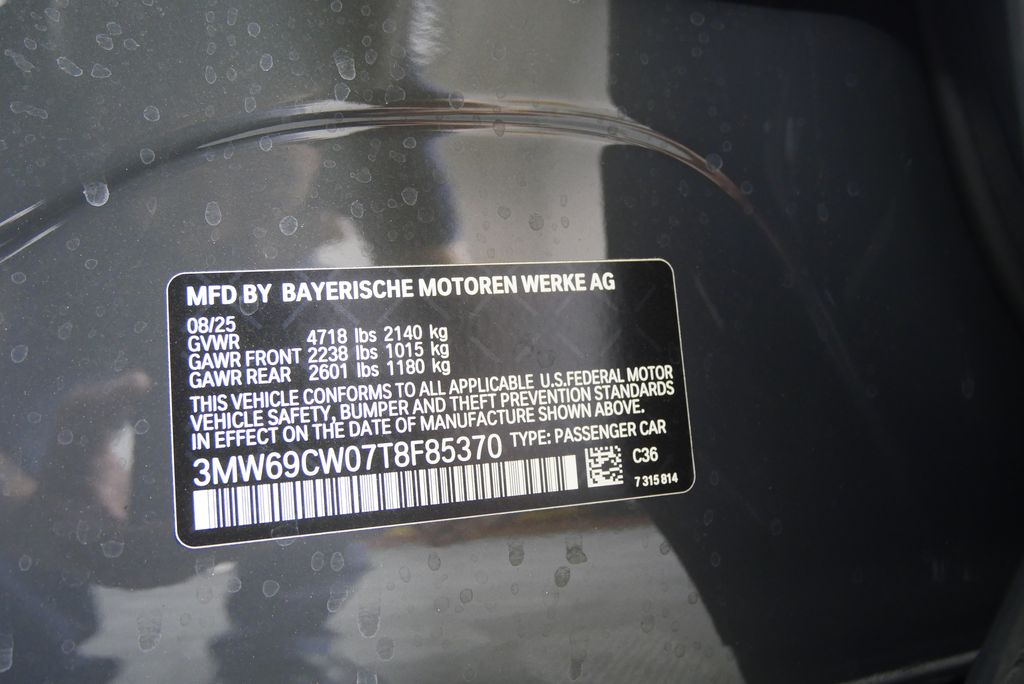 MFD BY BAYERISCHE MOTOREN WERKE AG
08/25
GVWR 4718 lbs 2140 kg
GAWR FRONT 2238 lbs 1015 kg
GAWR REAR 2601 lbs 1180 kg
THIS VEHICLE CONFORMS TO ALL APPLICABLE U.S.FEDERAL MOTOR
VEHICLE SAFETY, BUMPER AND THEFT PREVENTION STANDARDS
IN EFFECT ON THE DATE OF MANUFACTURE SHOWN ABOVE.
3MW69CW07T8F85370 TYPE: PASSENGER CAR
C36
7 315 814